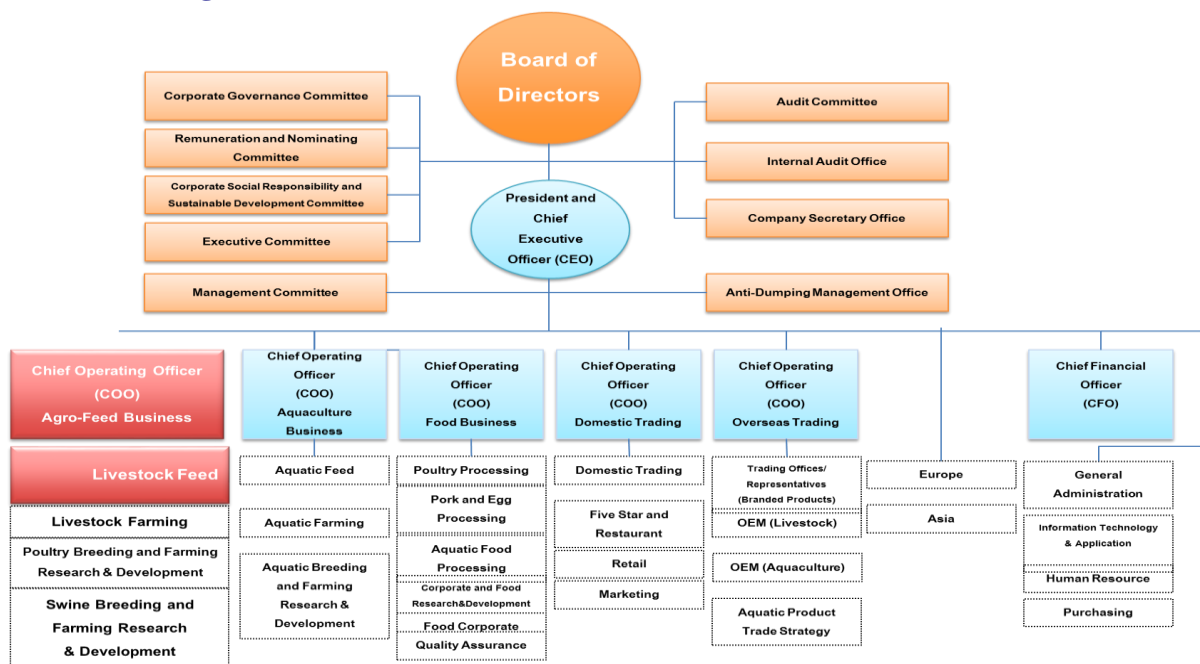 Board of
Directors
Corporate Governance Committee
Remuneration and Nominating
Committee
Corporate Social Responsibility and
Sustainable Development Committee
Executive Committee
Management Committee
Audit Committee
Internal Audit Office
Company Secretary Office
Anti-Dumping Management Office
President and
Chief
Executive
Officer (CEO)
Chief Operating Officer
(COO)
Agro-Feed Business
Livestock Feed
Livestock Farming
Poultry Breeding and Farming
Research & Development
Swine Breeding and
Farming Research
& Development
Chief Operating
Officer
(COO)
Aquaculture
Business
Aquatic Feed
Aquatic Farming
Aquatic Breeding
and Farming
Research &
Development
Chief Operating
Officer
(COO)
Food Business
Poultry Processing
Pork and Egg
Processing
Aquatic Food
Processing
Corporate and Food
Research&Development
Food Corporate
Quality Assurance
Chief Operating
Officer
(COO)
Domestic Trading
Domestic Trading
Five Star and
Restaurant
Retail
Marketing
Chief Operating
Officer
(COO)
Overseas Trading
Trading Offices/
Representatives
(Branded Products)
OEM (Livestock)
OEM (Aquaculture)
Aquatic Product
Trade Strategy
Europe
Asia
Chief Financial
Officer
(CFO)
General
Administration
Information Technology
& Application
Human Resource
Purchasing